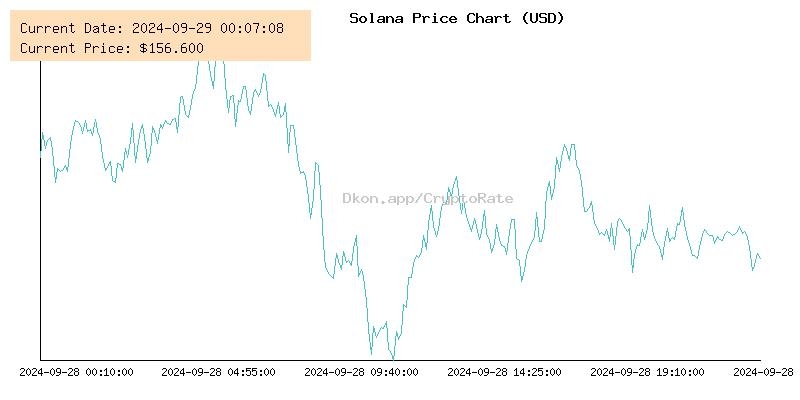 Solana Price Chart (USD)
Current Date: 2024-09-29 00:07:08
Current Price: $156.600
Dkon.app/CryptoRate
2024-09-28 00:10:00 2024-09-28 04:55:00 2024-09-28 09:40:00 2024-09-28 14:25:00 2024-09-28 19:10:00 2024-09-28